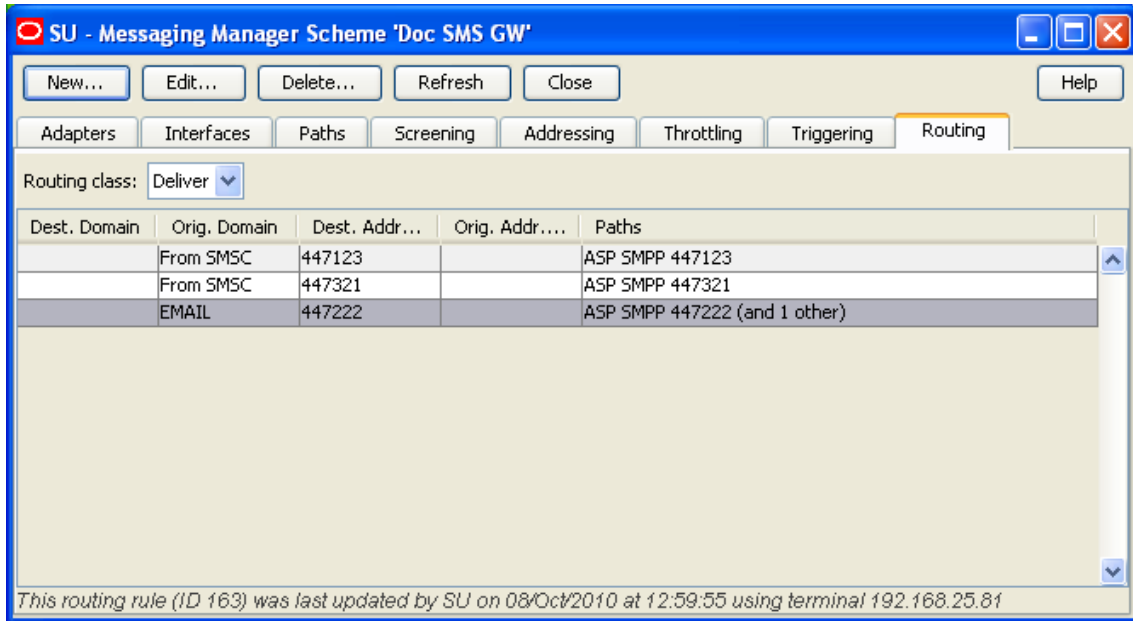 SU - Messaging Manager Scheme 'Doc SMS GW'
New... Edit... Delete... Refresh Close Help
Adapters Interfaces Paths Screening Addressing Throttling Triggering Routing
Routing class: Deliver
Dest. Domain Orig. Domain Dest. Addr... Orig. Addr.... Paths
From SMSC 447123 ASP SMPP 447123
From SMSC 447321 ASP SMPP 447321
EMAIL 447222 ASP SMPP 447222 (and 1 other)
This routing rule (ID 163) was last updated by SU on 08/Oct/2010 at 12:59:55 using terminal 192.168.25.81